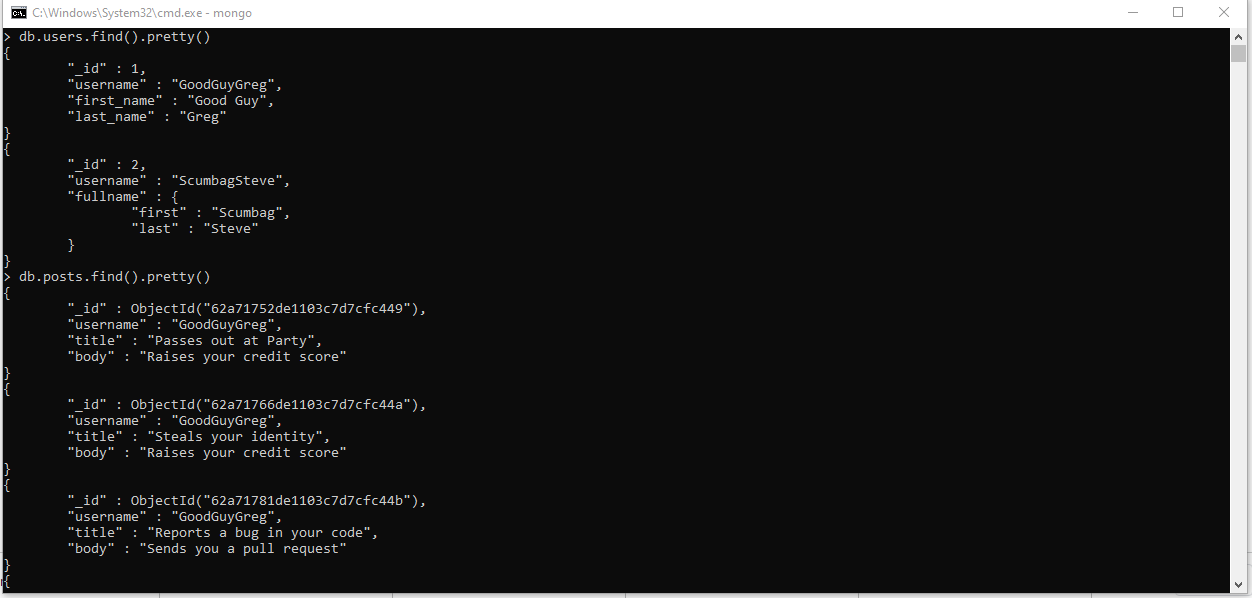 C:\Windows\System32\cmd.exe - mongo
> db.users.find().pretty()
{
        "_id" : 1,
        "username" : "GoodGuyGreg",
        "first_name" : "Good Guy",
        "last_name" : "Greg"
}
{
        "_id" : 2,
        "username" : "ScumbagSteve",
        "fullname" : {
                "first" : "Scumbag",
                "last" : "Steve"
        }
}
> db.posts.find().pretty()
{
        "_id" : ObjectId("62a71752de1103c7d7cfc449"),
        "username" : "GoodGuyGreg",
        "title" : "Passes out at Party",
        "body" : "Raises your credit score"
}
{
        "_id" : ObjectId("62a71766de1103c7d7cfc44a"),
        "username" : "GoodGuyGreg",
        "title" : "Steals your identity",
        "body" : "Raises your credit score"
}
{
        "_id" : ObjectId("62a71781de1103c7d7cfc44b"),
        "username" : "GoodGuyGreg",
        "title" : "Reports a bug in your code",
        "body" : "Sends you a pull request"
}
{